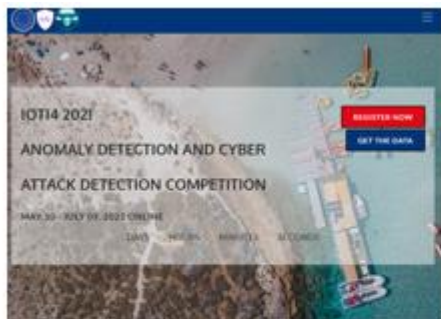 IOTI4 2021
REGISTER NOW
GET THE DATA
ANOMALY DETECTION AND CYBER
ATTACK DETECTION COMPETITION
MAY 10 - JULY 2021 ONLINE
DAYS HOURS MINUTES SECONDS